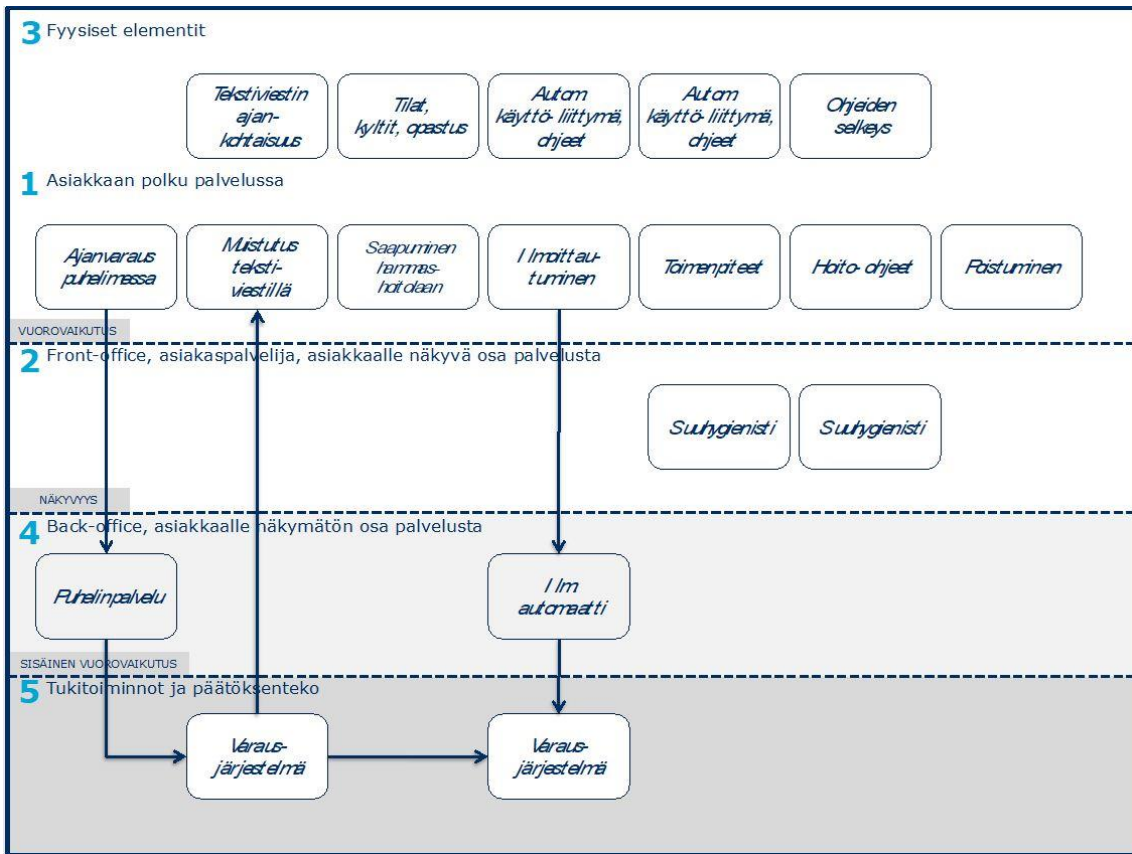 3 Fyysiset elementit
Tekstiviestin
ajan-
kohtaisuus
Tilat,
kyltit, opastus
Autom
käyttö- liittymä,
ohjeet
Autom
käyttö- liittymä,
ohjeet
Ohjeiden
selkeys
1 Asiakkaan polku palvelussa
Ajanvaraus
puhelimessa
Muistutus
teksti-
viestillä
Saapuminen
hammas-
hoitolaan
Ilmoittau-
tuminen
Toimenpiteet
Hoito- ohjeet
Poistuminen
VUOROVAIKUTUS
2 Front-office, asiakaspalvelija, asiakkaalle näkyvä osa palvelusta
Suuhygienisti
Suuhygienisti
NÄKYVYYS
4 Back-office, asiakkaalle näkymätön osa palvelusta
Puhelinpalvelu
Ilm
automaatti
SISÄINEN VUOROVAIKUTUS
5 Tukitoiminnot ja päätöksenteko
Varaus-
järjestelmä
Varaus-
järjestelmä